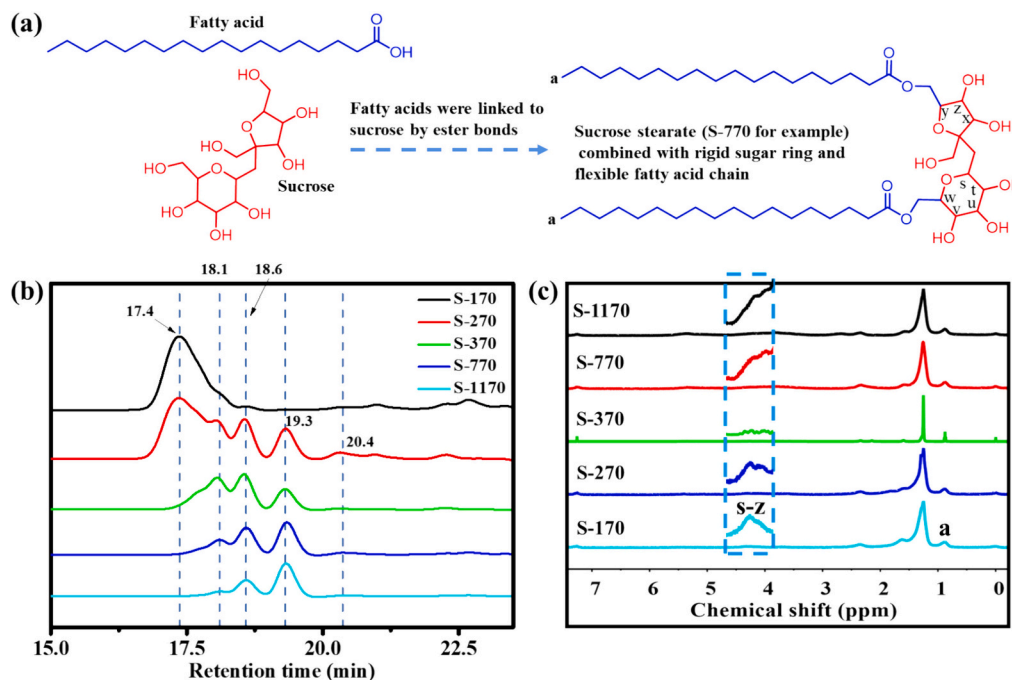 (a)
Fatty acid
O
OH
HO
O
OH
HO
OH
HO
O
HO
OH
OH
Sucrose
Fatty acids were linked to
sucrose by ester bonds
a
O
O
OH
y z x
O
OH
HO
Sucrose stearate (S-770 for example)
combined with rigid sugar ring and
flexible fatty acid chain
O
s
t
u
v
w
O
a
O
O
HO
OH
(b)
18.1
18.6
17.4
S-170
S-270
S-370
S-770
S-1170
19.3
20.4
15.0
17.5
20.0
22.5
Retention time (min)
(c)
S-1170
S-770
S-370
S-270
s-z
S-170
a
7
6
5
4
3
2
1
0
Chemical shift (ppm)